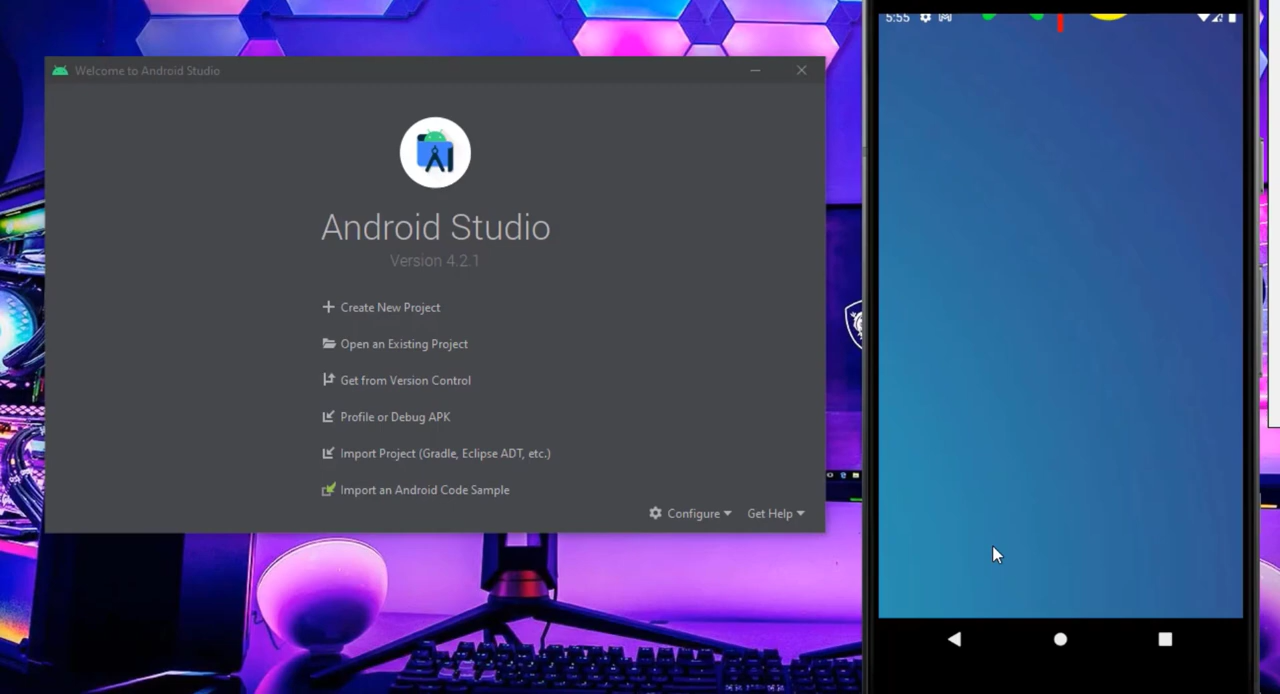 Welcome to Android Studio
Android Studio
Version 4.2.1
Create New Project
Open an Existing Project
Get from Version Control
Profile or Debug APK
Import Project (Gradle, Eclipse ADT, etc.)
Import an Android Code Sample
Configure
Get Help
5:55